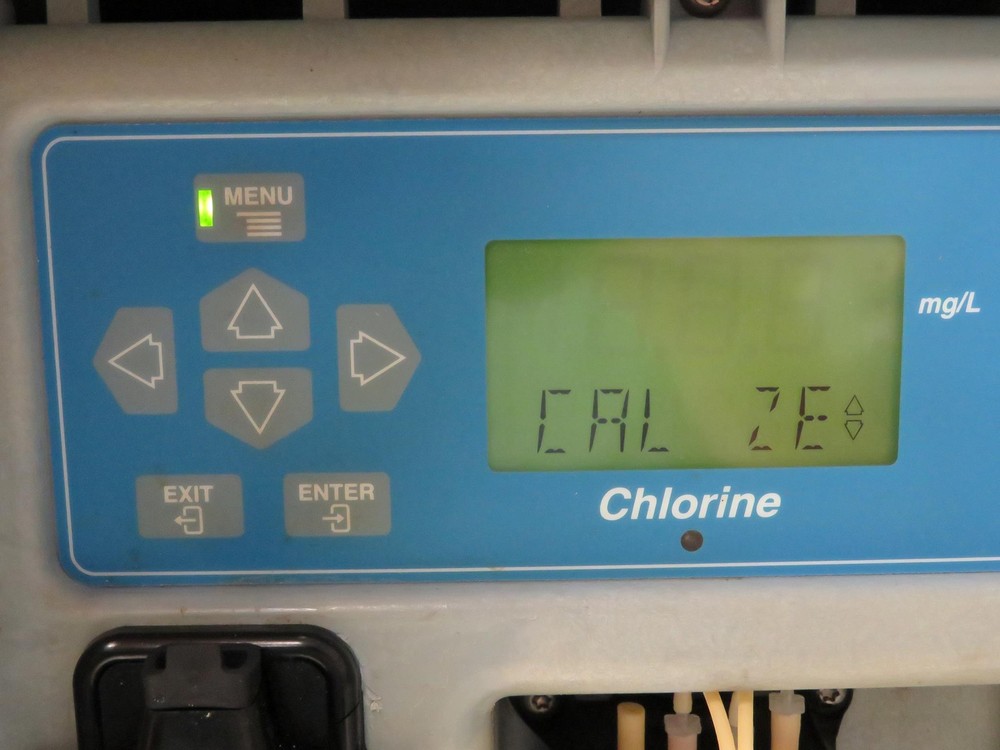 MENU
mg/L
CAL ZE
EXIT
ENTER
Chlorine